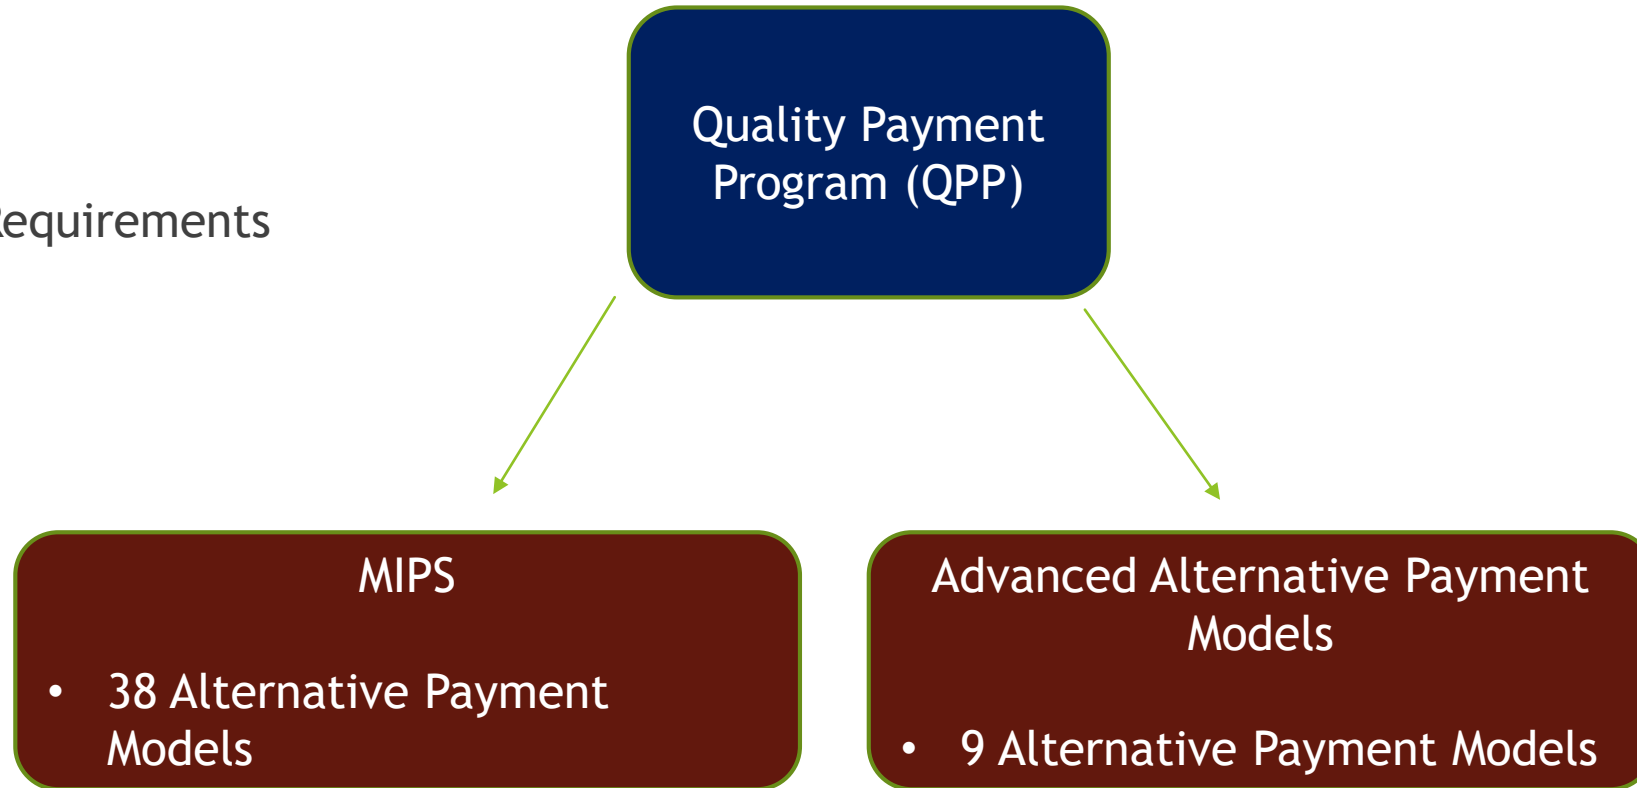 Quality Payment
Program (QPP)
equirements
MIPS
• 38 Alternative Payment
Models
Advanced Alternative Payment
Models
• 9 Alternative Payment Models